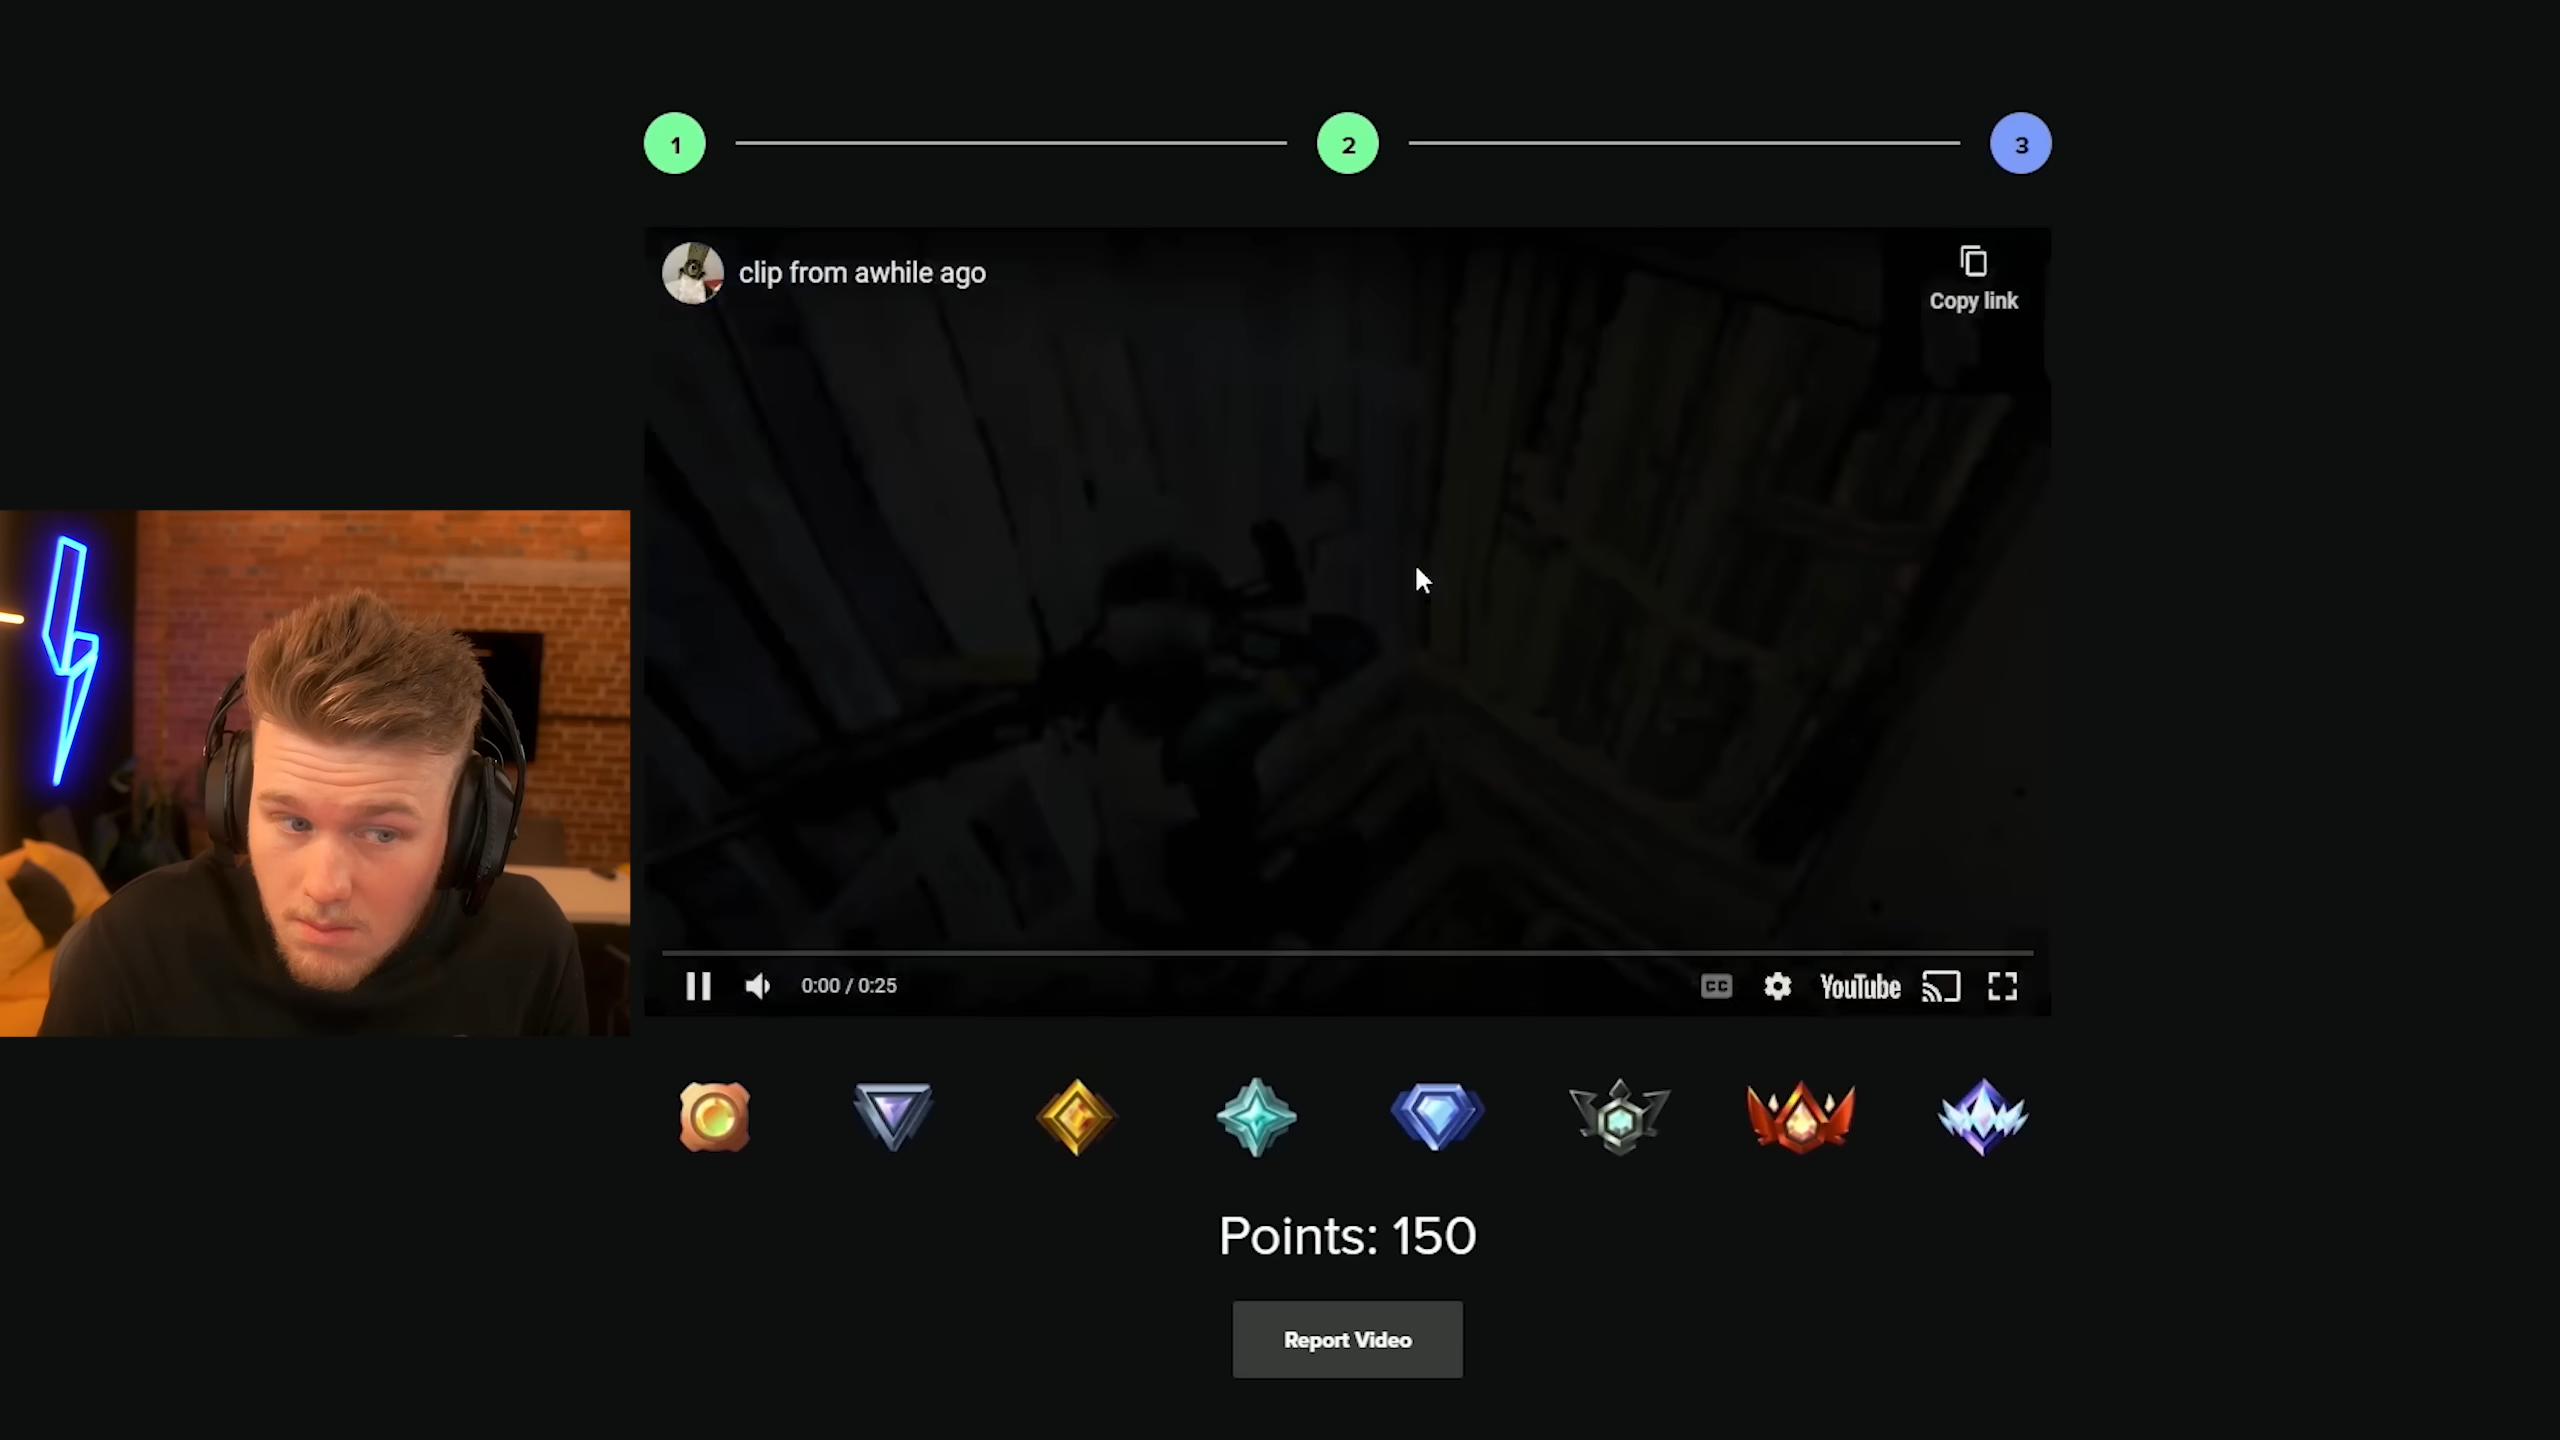 1
2
3
clip from awhile ago
Copy link
0:00 / 0:25
CC
YouTube
Points: 150
Report Video